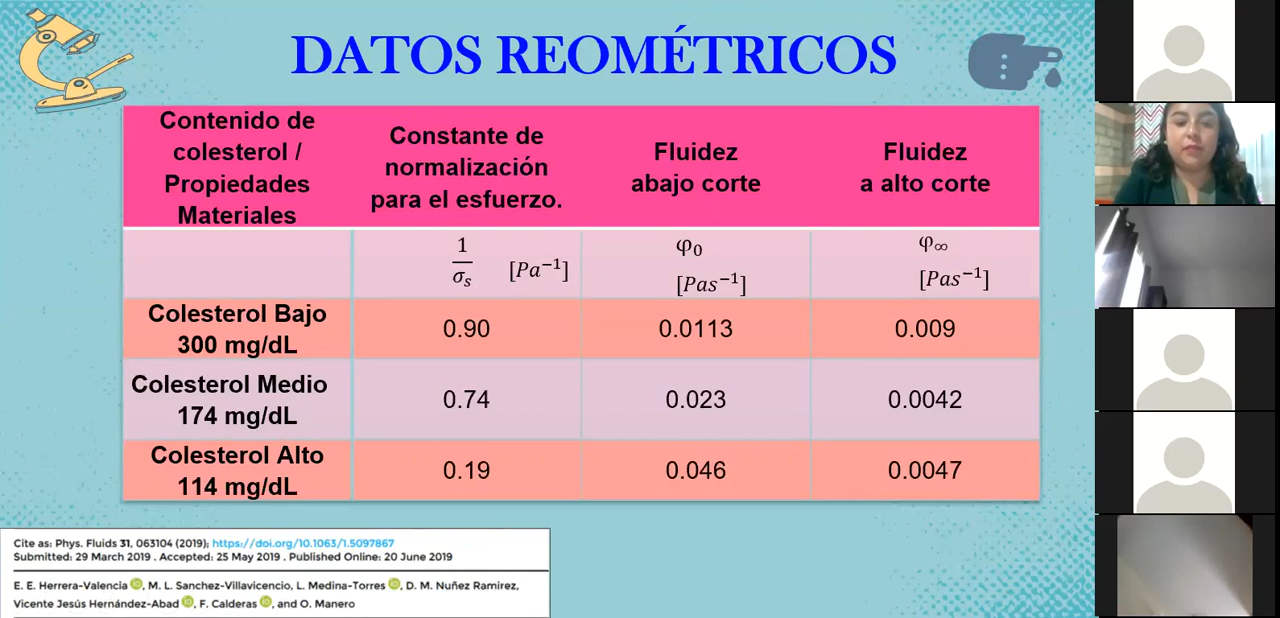 DATOS REOMÉTRICOS
Contenido de
colesterol /
Propiedades
Materiales
Constante de
normalización
para el esfuerzo.
Fluidez
abajo corte
Fluidez
a alto corte
1/σₛ [Pa⁻¹]
φ₀
[Pas⁻¹]
φ∞
[Pas⁻¹]
Colesterol Bajo
300 mg/dL
0.90
0.0113
0.009
Colesterol Medio
174 mg/dL
0.74
0.023
0.0042
Colesterol Alto
114 mg/dL
0.19
0.046
0.0047
Cite as: Phys. Fluids 31, 063104 (2019); https://doi.org/10.1063/1.5097867
Submitted: 29 March 2019 . Accepted: 25 May 2019 . Published Online: 20 June 2019
E. E. Herrera-Valencia, M. L. Sanchez-Villavicencio, L. Medina-Torres, D. M. Nuñez Ramirez,
Vicente Jesús Hernández-Abad, F. Calderas, and O. Manero